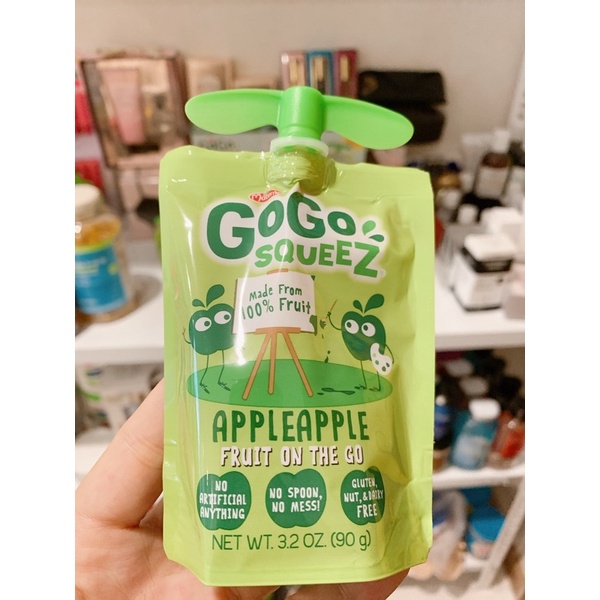 GOGO
SQUEEZ
Made From
100% Fruit
APPLEAPPLE
FRUIT ON THE GO
NO
ARTIFICIAL
ANYTHING
NO SPOON,
NO MESS!
GLUTEN,
NUT, & DAIRY
FREE
NET WT. 3.2 OZ. (90 g)